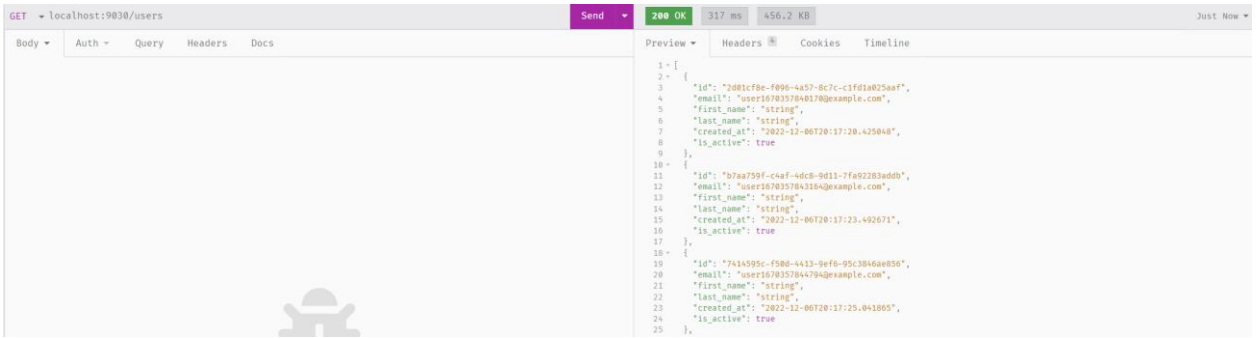 GET localhost:9030/users Send 200 OK 317 ms 456.2 KB Just Now
Body Auth Query Headers Docs Preview Headers 6 Cookies Timeline
1 [
2 {
3 "id": "2d01cf8e-f096-4a57-8c7c-c1fd1a025aaf",
4 "email": "user1670357840170@example.com",
5 "first_name": "string",
6 "last_name": "string",
7 "created_at": "2022-12-06T20:17:20.425048",
8 "is_active": true
9 },
10 {
11 "id": "b7aa759f-c4af-4dc8-9d11-7fa92283addb",
12 "email": "user1670357843164@example.com",
13 "first_name": "string",
14 "last_name": "string",
15 "created_at": "2022-12-06T20:17:23.492671",
16 "is_active": true
17 },
18 {
19 "id": "7414595c-f50d-4413-9ef6-95c3846ae856",
20 "email": "user1670357844794@example.com",
21 "first_name": "string",
22 "last_name": "string",
23 "created_at": "2022-12-06T20:17:25.041865",
24 "is_active": true
25 },